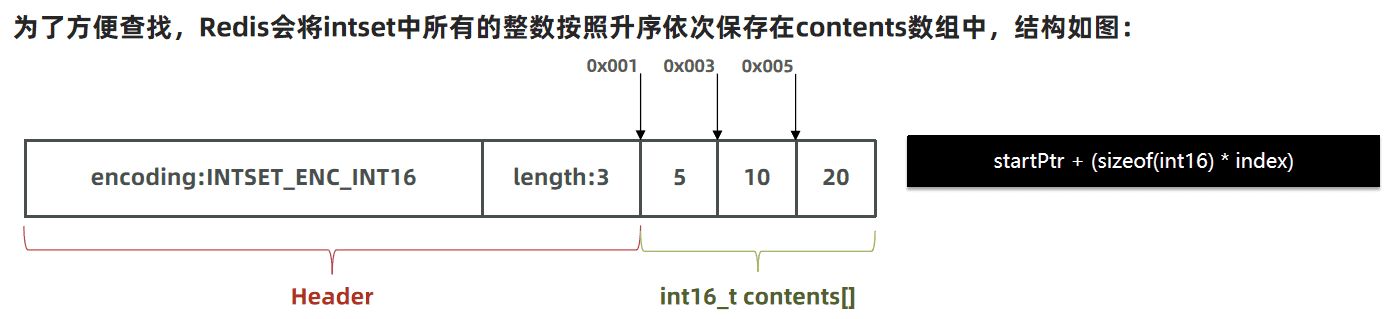 为了方便查找，Redis会将intset中所有的整数按照升序依次保存在contents数组中，结构如图：
0x001 0x003 0x005
encoding:INTSET_ENC_INT16 length:3 5 10 20
startPtr + (sizeof(int16) * index)
Header
int16_t contents[]